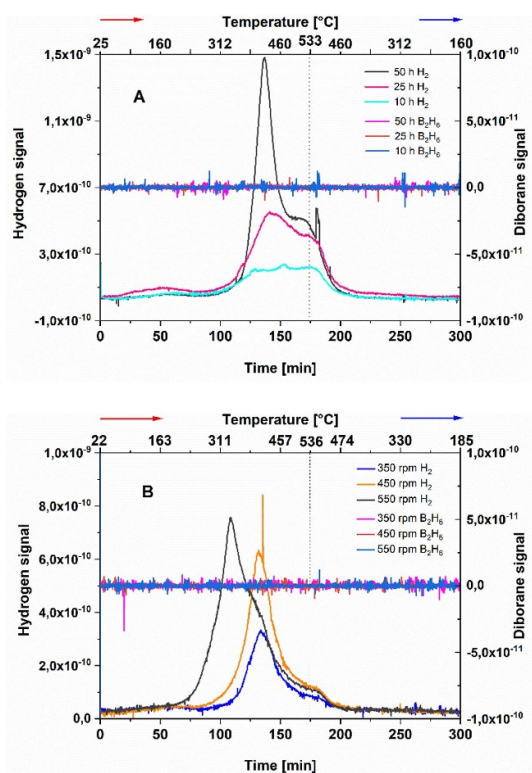 Temperature [°C]
25 160 312 460 533 460 312 160
1,5x10⁻⁹ 1,0x10⁻¹⁰
A
50 h H₂
25 h H₂
10 h H₂
50 h B₂H₆
25 h B₂H₆
10 h B₂H₆
1,1x10⁻⁹ 5,0x10⁻¹¹
7,0x10⁻¹⁰ 0,0
3,0x10⁻¹⁰ -5,0x10⁻¹¹
-1,0x10⁻¹⁰ -1,0x10⁻¹⁰
Hydrogen signal
Diborane signal
0 50 100 150 200 250 300
Time [min]
Temperature [°C]
22 163 311 457 536 474 330 185
1,0x10⁻⁹ 1,0x10⁻¹⁰
B
350 rpm H₂
450 rpm H₂
550 rpm H₂
350 rpm B₂H₆
450 rpm B₂H₆
550 rpm B₂H₆
8,0x10⁻¹⁰ 5,0x10⁻¹¹
6,0x10⁻¹⁰
4,0x10⁻¹⁰ 0,0
2,0x10⁻¹⁰ -5,0x10⁻¹¹
0,0 -1,0x10⁻¹⁰
Hydrogen signal
Diborane signal
0 50 100 150 200 250 300
Time [min]